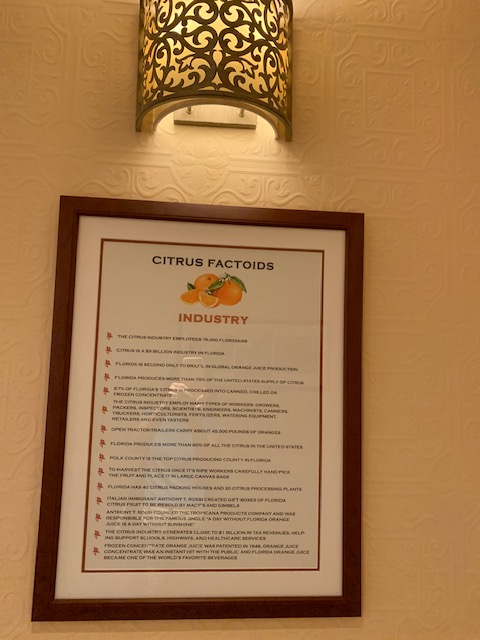 CITRUS FACTOIDS
INDUSTRY
THE CITRUS INDUSTRY EMPLOYEES 76,000 FLORIDIANS
CITRUS IS A $9 BILLION INDUSTRY IN FLORIDA
FLORIDA IS SECOND ONLY TO BRAZIL IN GLOBAL ORANGE JUICE PRODUCTION
FLORIDA PRODUCES MORE THAN 70% OF THE UNITED STATES SUPPLY OF CITRUS
87% OF FLORIDA'S CITRUS IS PROCESSED INTO CANNED, CHILLED OR
FROZEN CONCENTRATE
THE CITRUS INDUSTRY EMPLOY MANY TYPES OF WORKERS: GROWERS,
PACKERS, INSPECTORS, SCIENTISTS, ENGINEERS, MACHINISTS, CANNERS,
TRUCKERS, HORTICULTURISTS, FERTILIZERS, WATERING EQUIPMENT,
RETAILERS AND EVEN TASTERS
OPEN TRACTOR-TRAILERS CARRY ABOUT 45,000 POUNDS OF ORANGES
FLORIDA PRODUCES MORE THAN 60% OF ALL THE CITRUS IN THE UNITED STATES
POLK COUNTY IS THE TOP CITRUS PRODUCING COUNTY IN FLORIDA
TO HARVEST THE CITRUS ONCE IT'S RIPE WORKERS CAREFULLY HAND PICK
THE FRUIT AND PLACE IT IN LARGE CANVAS BAGS
FLORIDA HAS 40 CITRUS PACKING HOUSES AND 20 CITRUS PROCESSING PLANTS
ITALIAN IMMIGRANT ANTHONY T. ROSSI CREATED GIFT BOXES OF FLORIDA
CITRUS FRUIT TO BE RESOLD BY MACY'S AND GIMBELS
ANTHONY T. ROSSI FOUNDED THE TROPICANA PRODUCTS COMPANY AND WAS
RESPONSIBLE FOR THE FAMOUS JINGLE "A DAY WITHOUT FLORIDA ORANGE
JUICE IS A DAY WITHOUT SUNSHINE"
THE CITRUS INDUSTRY GENERATES CLOSE TO $1 BILLION IN TAX REVENUES, HELP-
ING SUPPORT SCHOOLS, HIGHWAYS, AND HEALTHCARE SERVICES
FROZEN CONCENTRATE ORANGE JUICE WAS PATENTED IN 1948, ORANGE JUICE
CONCENTRATE WAS AN INSTANT HIT WITH THE PUBLIC AND FLORIDA ORANGE JUICE
BECAME ONE OF THE WORLD'S FAVORITE BEVERAGES